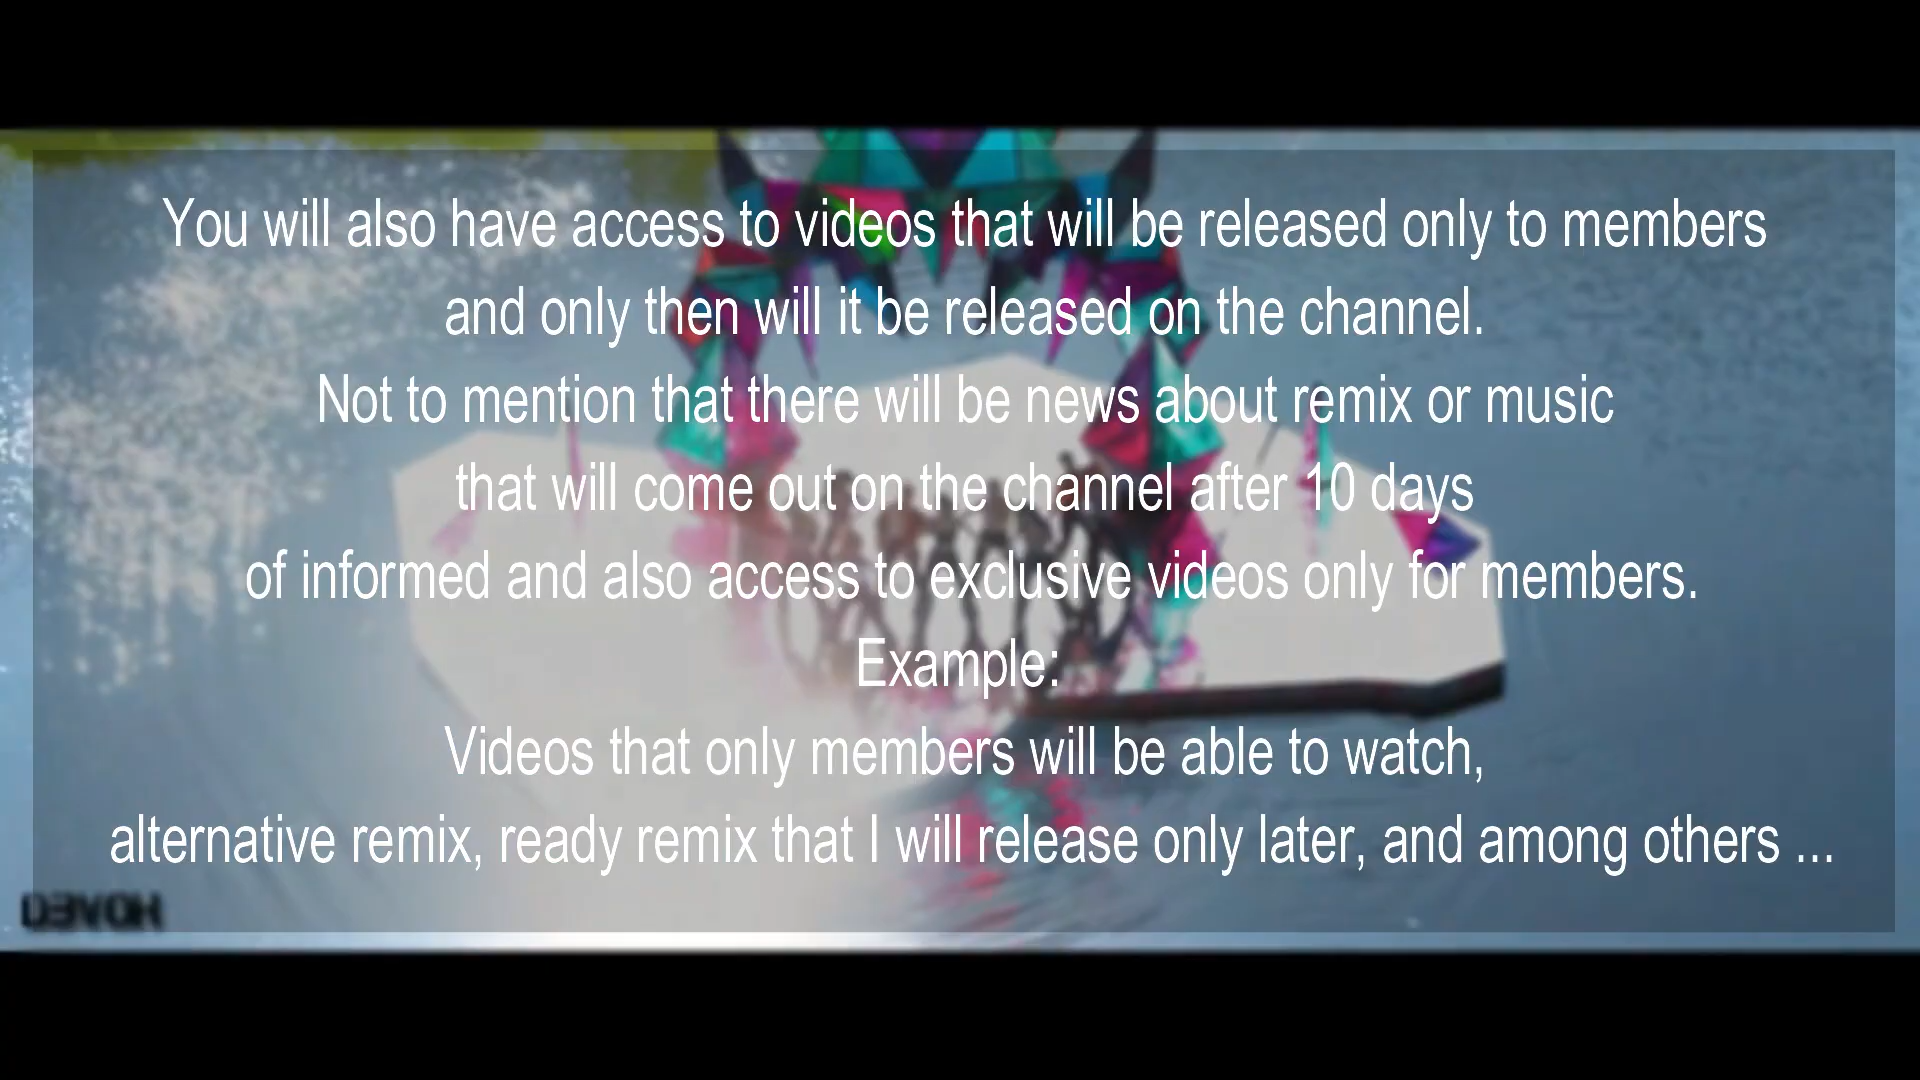 You will also have access to videos that will be released only to members
and only then will it be released on the channel.
Not to mention that there will be news about remix or music
that will come out on the channel after 10 days
of informed and also access to exclusive videos only for members.
Example:
Videos that only members will be able to watch,
alternative remix, ready remix that I will release only later, and among others ...